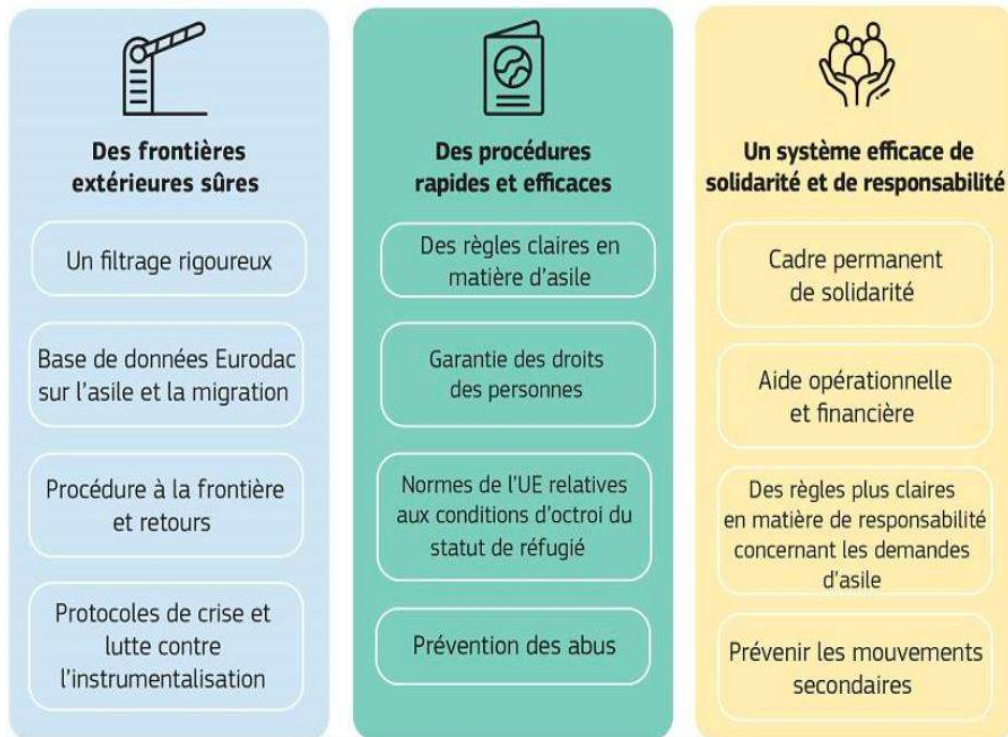 Des frontières
extérieures sûres
Un filtrage rigoureux
Base de données Eurodac
sur l'asile et la migration
Procédure à la frontière
et retours
Protocoles de crise et
lutte contre
l'instrumentalisation
Des procédures
rapides et efficaces
Des règles claires en
matière d'asile
Garantie des droits
des personnes
Normes de l'UE relatives
aux conditions d'octroi du
statut de réfugié
Prévention des abus
Un système efficace de
solidarité et de responsabilité
Cadre permanent
de solidarité
Aide opérationnelle
et financière
Des règles plus claires
en matière de responsabilité
concernant les demandes
d'asile
Prévenir les mouvements
secondaires